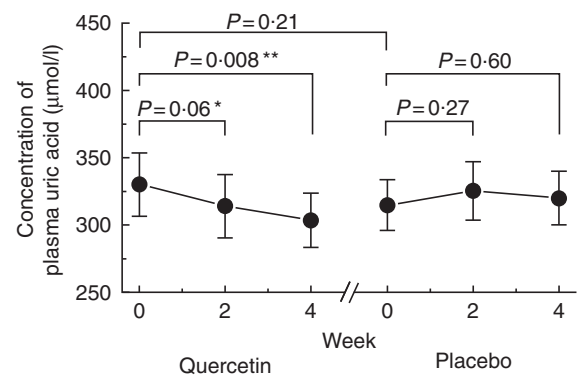 450
P=0·21
P=0·008 **
P=0·60
400
P=0·06 *
P=0·27
350
325
300
250
0
2
4
0
2
4
Week
Quercetin
Placebo
Concentration of
plasma uric acid (μmol/l)